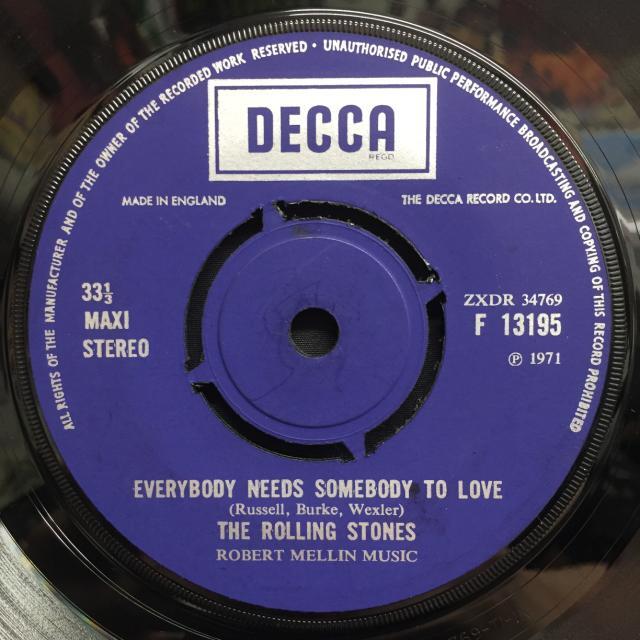 ALL RIGHTS OF THE MANUFACTURER AND OF THE OWNER OF THE RECORDED WORK RESERVED • UNAUTHORISED PUBLIC PERFORMANCE BROADCASTING AND COPYING OF THIS RECORD PROHIBITED
DECCA
REGD
MADE IN ENGLAND
THE DECCA RECORD CO. LTD.
33⅓
MAXI
STEREO
ZXDR 34769
F 13195
℗ 1971
EVERYBODY NEEDS SOMEBODY TO LOVE
(Russell, Burke, Wexler)
THE ROLLING STONES
ROBERT MELLIN MUSIC